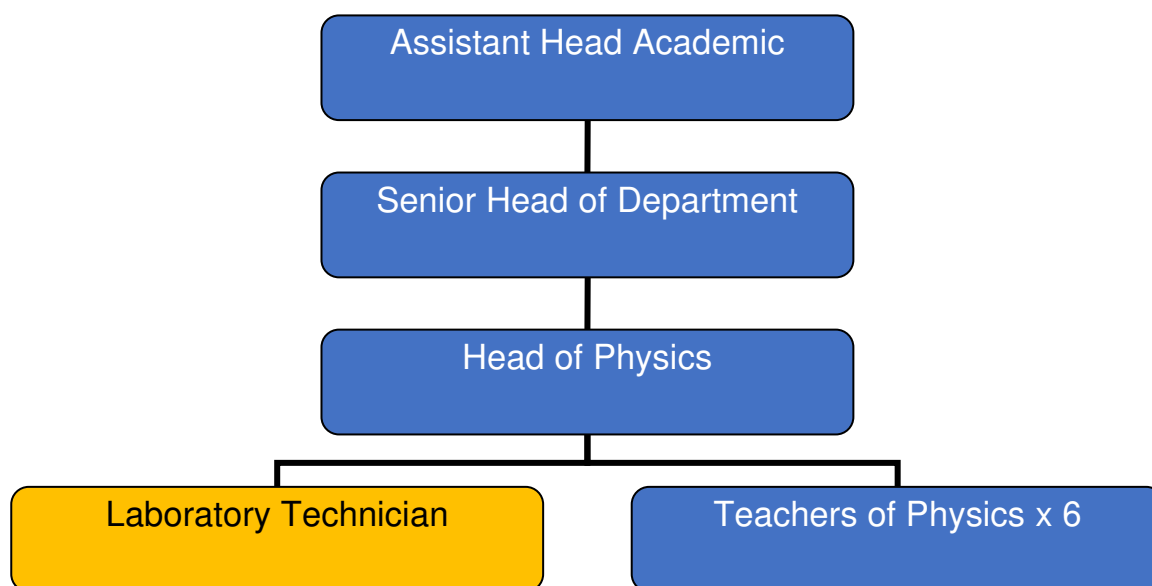 Assistant Head Academic
Senior Head of Department
Head of Physics
Laboratory Technician
Teachers of Physics x 6